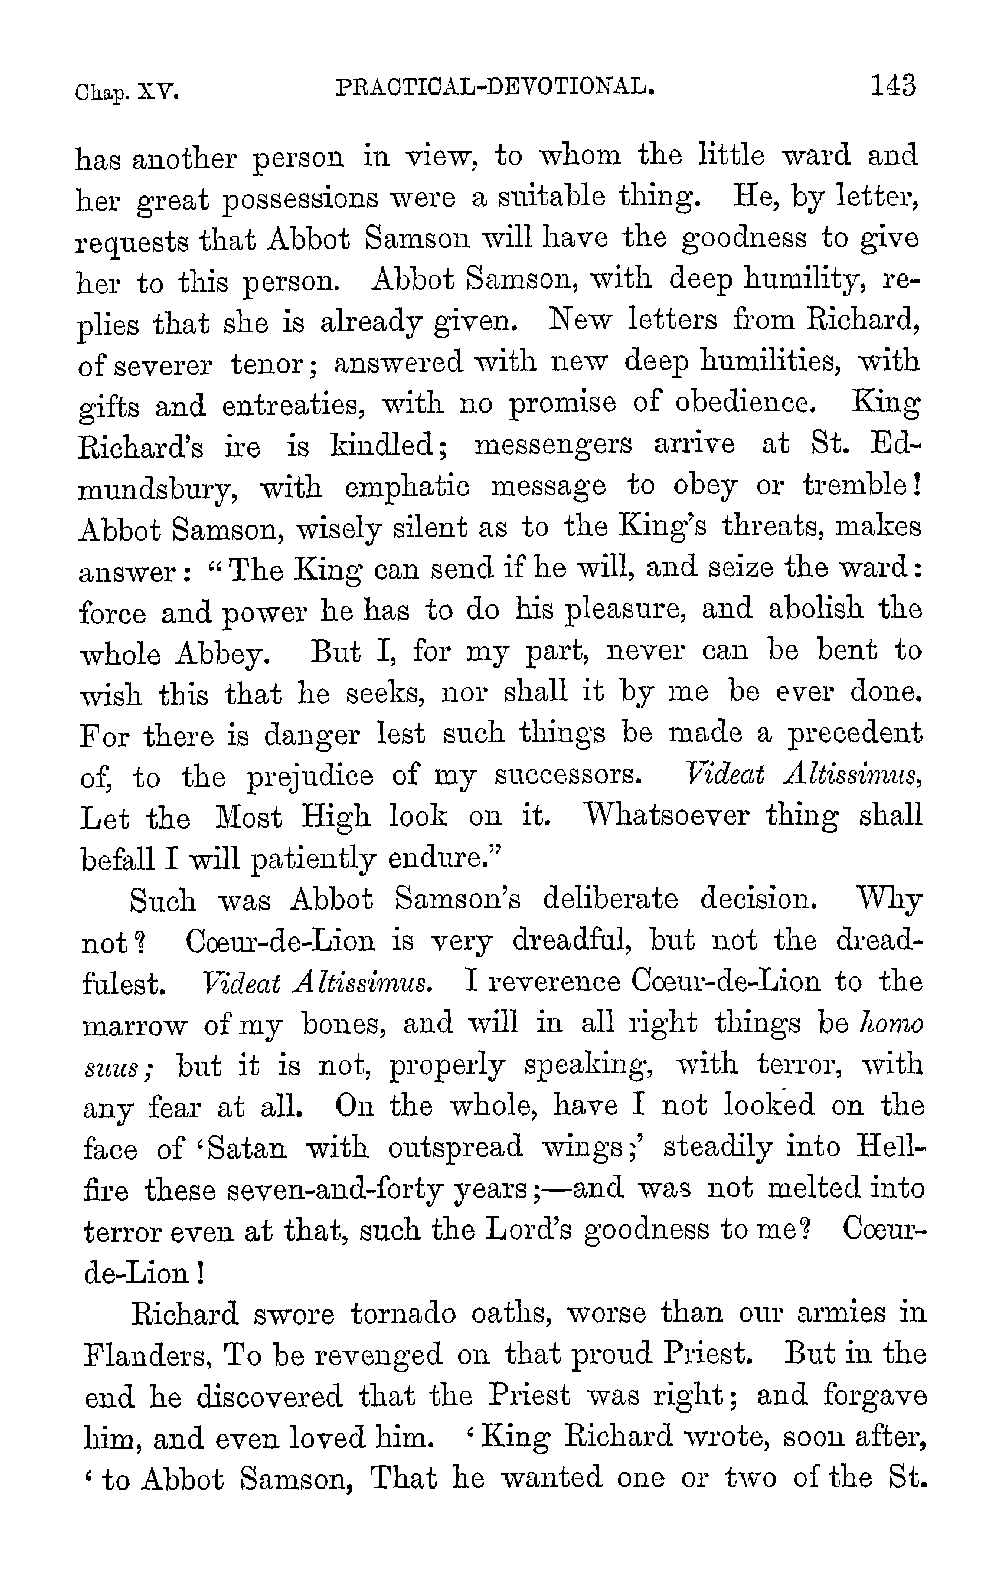 Chap. XV. PRACTICAL-DEVOTIONAL. 143
has another person in view, to whom the little ward and
her great possessions were a suitable thing. He, by letter,
requests that Abbot Samson will have the goodness to give
her to this person. Abbot Samson, with deep humility, re-
plies that she is already given. New letters from Richard,
of severer tenor; answered with new deep humilities, with
gifts and entreaties, with no promise of obedience. King
Richard's ire is kindled; messengers arrive at St. Ed-
mundsbury, with emphatic message to obey or tremble!
Abbot Samson, wisely silent as to the King's threats, makes
answer: “The King can send if he will, and seize the ward:
force and power he has to do his pleasure, and abolish the
whole Abbey. But I, for my part, never can be bent to
wish this that he seeks, nor shall it by me be ever done.
For there is danger lest such things be made a precedent
of, to the prejudice of my successors. Videat Altissimus,
Let the Most High look on it. Whatsoever thing shall
befall I will patiently endure.”
Such was Abbot Samson's deliberate decision. Why
not? Cœur-de-Lion is very dreadful, but not the dread-
fulest. Videat Altissimus. I reverence Cœur-de-Lion to the
marrow of my bones, and will in all right things be homo
suus; but it is not, properly speaking, with terror, with
any fear at all. On the whole, have I not looked on the
face of ‘Satan with outspread wings;’ steadily into Hell-
fire these seven-and-forty years;—and was not melted into
terror even at that, such the Lord's goodness to me? Cœur-
de-Lion!
Richard swore tornado oaths, worse than our armies in
Flanders, To be revenged on that proud Priest. But in the
end he discovered that the Priest was right; and forgave
him, and even loved him. ‘King Richard wrote, soon after,
‘to Abbot Samson, That he wanted one or two of the St.